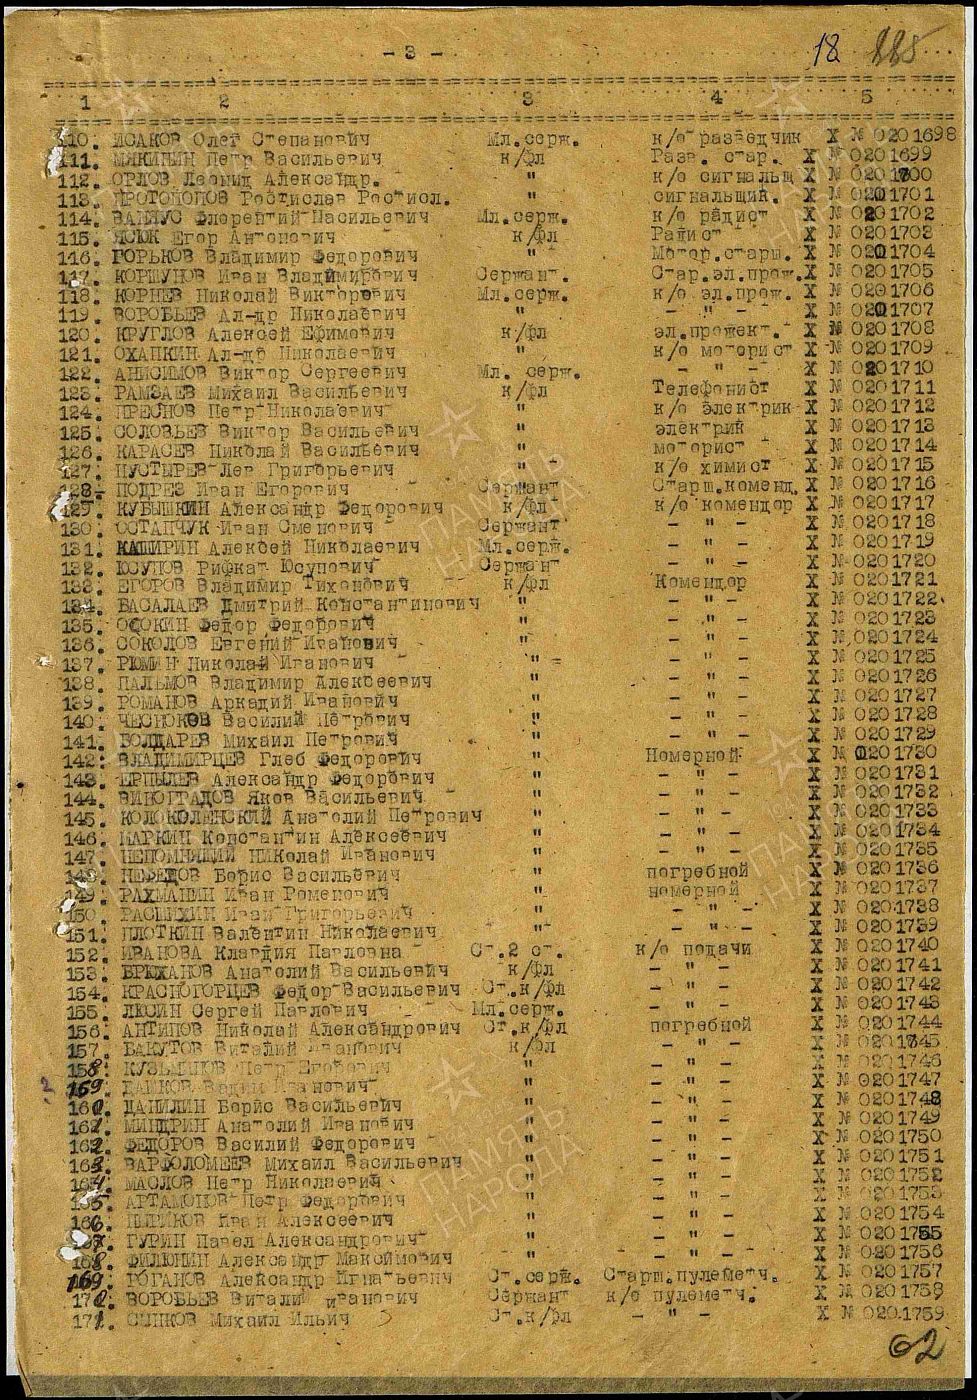 - 3 - 18 225
1 2 3 4 5
110. ИСАКОВ Олег Степанович Мл.серж. к/о разведчик X № 0201698
111. МЯКИНИН Петр Васильевич к/фл Разв. стар. X № 0201699
112. ОРЛОВ Леонид Александр. " к/о сигнальщ X № 0201700
113. ПРОТОПОПОВ Ростислав Ростисл. " сигнальщик. X № 0201701
114. Флорентий Васильевич Мл.серж. к/о радист X № 0201702
115. ЯСЮК Егор Антонович к/фл Радист X № 0201703
116. ГОРЬКОВ Владимир Федорович " Мотор.старш. X № 0201704
117. КОРШУНОВ Иван Владимирович Сержант. Стар.эл.прож. X № 0201705
118. КОРНЕВ Николай Викторович Мл.серж. к/о эл.прож. X № 0201706
119. ВОРОБЬЕВ Ал-др Николаевич " - " - X № 0201707
120. КРУГЛОВ Алексей Ефимович к/фл эл.прожект. X № 0201708
121. ОХАПКИН Ал-др Николаевич " к/о моторист X № 0201709
122. АНИСИМОВ Виктор Сергеевич Мл. серж. - " - X № 0201710
123. РАМЗАЕВ Михаил Васильевич к/фл Телефонист X № 0201711
124. ПРЕСНОВ Петр Николаевич " к/о электрик X № 0201712
125. СОЛОВЬЕВ Виктор Васильевич " электрик X № 0201713
126. КАРАСЕВ Николай Васильевич " моторист X № 0201714
127. ПУСТЫРЕВ Лев Григорьевич " к/о химист X № 0201715
128. ПОДРЕЗ Иван Егорович Сержант Старш.коменд. X № 0201716
129. КУБЫШКИН Александр Федорович к/фл к/о комендор X № 0201717
130. ОСТАПЧУК Иван Сменович Сержант - " - X № 0201718
131. КАШИРИН Алексей Николаевич Мл.серж. - " - X № 0201719
132. ЮСУПОВ Рифкат Юсупович Сержант - " - X № 0201720
133. ЕГОРОВ Владимир Тихонович к/фл Комендор X № 0201721
134. БАСАЛАЕВ Дмитрий Константинович " - " - X № 0201722
135. ОСОКИН Федор Федорович " - " - X № 0201723
136. СОКОЛОВ Евгений Иванович " - " - X № 0201724
137. РЮМИН Николай Иванович " - " - X № 0201725
138. ПАЛЬМОВ Владимир Алексеевич " - " - X № 0201726
139. РОМАНОВ Аркадий Иванович " - " - X № 0201727
140. ЧЕСНОКОВ Василий Петрович " - " - X № 0201728
141. БОЛДАРЕВ Михаил Петрович " - " - X № 0201729
142. ВЛАДИМИРЦЕВ Глеб Федорович " Номерной X № 0201730
143. ЕРПЫЛЕВ Александр Федорович " - " - X № 0201731
144. ВИНОГРАДОВ Яков Васильевич " - " - X № 0201732
145. КОЛОКОЛЕНСКИЙ Анатолий Петрович " - " - X № 0201733
146. МАРКИН Константин Алексеевич " - " - X № 0201734
147. НЕПОМНЯЩИЙ Николай Иванович " - " - X № 0201735
148. НЕФЕДОВ Борис Васильевич " погребной X № 0201736
149. РАХМАНИН Иван Роменович " номерной X № 0201737
150. РАСШИХИН Иван Григорьевич " - " - X № 0201738
151. ПЛОТКИН Валентин Николаевич " - " - X № 0201739
152. ИВАНОВА Клавдия Павловна Ст.2 ст. к/о подачи X № 0201740
153. БРЮХАНОВ Анатолий Васильевич к/фл - " - X № 0201741
154. КРАСНОГОРЦЕВ Федор Васильевич Ст.к/фл - " - X № 0201742
155. ЛЮСИН Сергей Павлович Мл.серж. - " - X № 0201743
156. АНТИПОВ Николай Александрович Ст.к/фл погребной X № 0201744
157. БАКУТОВ Виталий Иванович к/фл - " - X № 0201745
158. КУЗЬМИНОВ Петр Егорович " - " - X № 0201746
159. ДАШКОВ Вадим Иванович " - " - X № 0201747
160. ДАНИЛИН Борис Васильевич " - " - X № 0201748
161. МИНДРИН Анатолий Иванович " - " - X № 0201749
162. ФЕДОРОВ Василий Федорович " - " - X № 0201750
163. ВАРФОЛОМЕЕВ Михаил Васильевич " - " - X № 0201751
164. МАСЛОВ Петр Николаевич " - " - X № 0201752
165. АРТАМОНОВ Петр Федорович " - " - X № 0201753
166. Иван Алексеевич " - " - X № 0201754
167. ГУРИН Павел Александрович " - " - X № 0201755
168. ФИЛЮНИН Александр Максимович " - " - X № 0201756
169. РОГАНОВ Александр Игнатьевич Ст.серж. Старш.пулеметч. X № 0201757
170. ВОРОБЬЕВ Виталий иванович Сержант к/о пулеметч. X № 0201758
171. СЫЧКОВ Михаил Ильич Ст.к/фл - " - X № 0201759
62